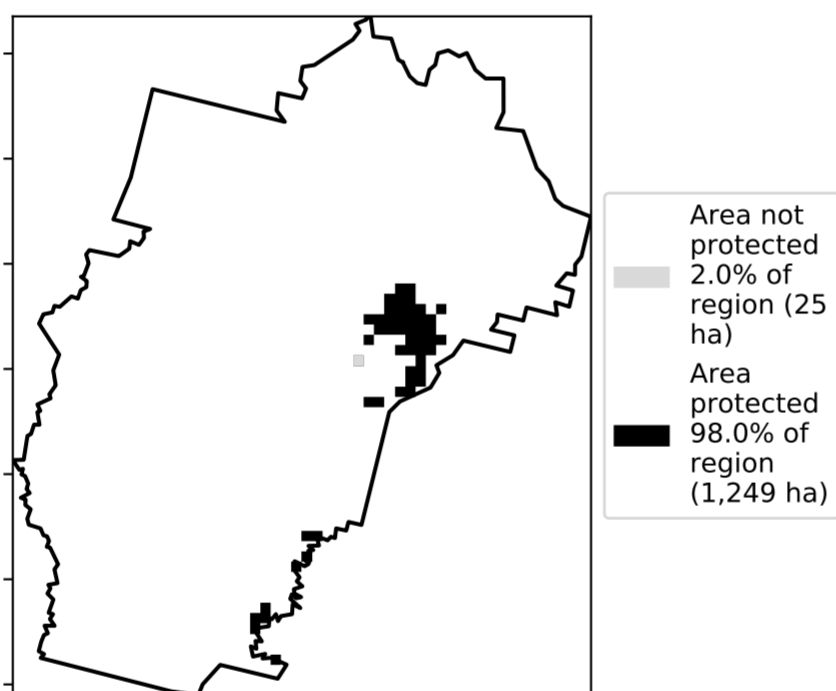 Area not
protected
2.0% of
region (25
ha)
Area
protected
98.0% of
region
(1,249 ha)